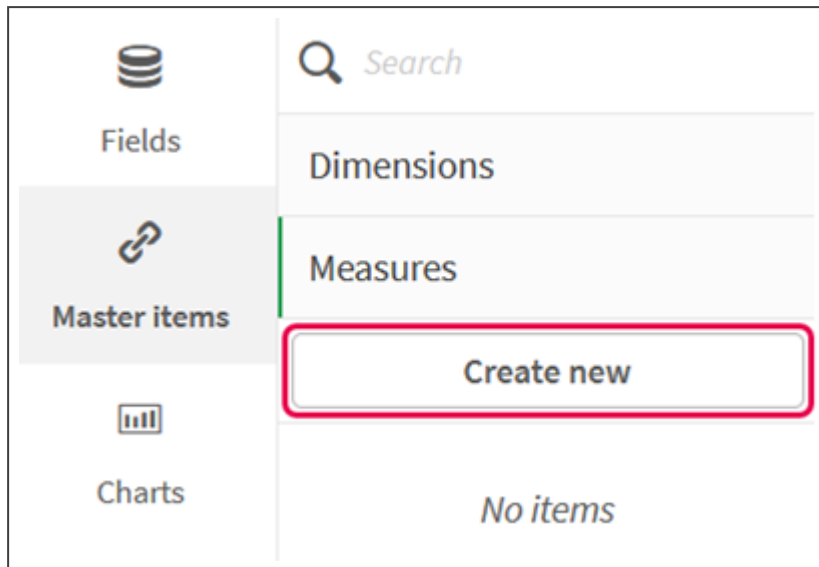 Search
Fields
Dimensions
Measures
Master items
Create new
Charts
No items